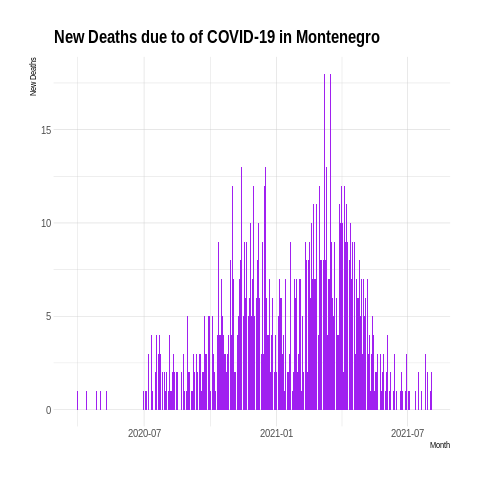 New Deaths due to of COVID-19 in Montenegro
New Deaths
15
10
5
0
2020-07 2021-01 2021-07
Month